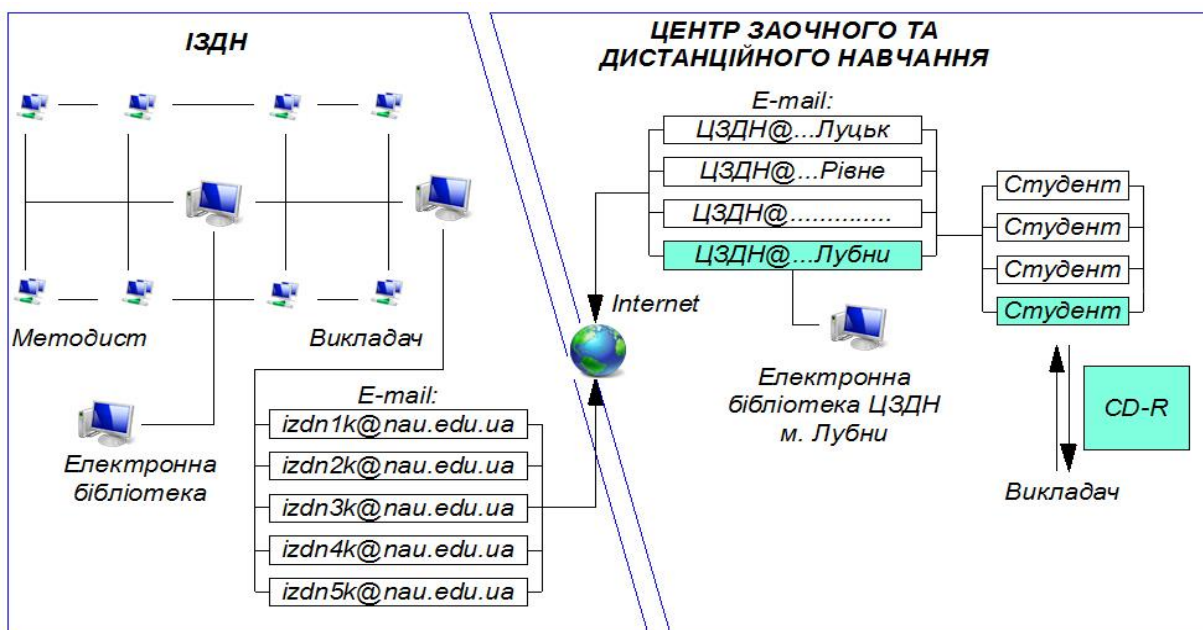 ІЗДН
Методист
Викладач
Електронна
бібліотека
E-mail:
izdn1k@nau.edu.ua
izdn2k@nau.edu.ua
izdn3k@nau.edu.ua
izdn4k@nau.edu.ua
izdn5k@nau.edu.ua
Internet
ЦЕНТР ЗАОЧНОГО ТА
ДИСТАНЦІЙНОГО НАВЧАННЯ
E-mail:
ЦЗДН@...Луцьк
ЦЗДН@...Рівне
ЦЗДН@..............
ЦЗДН@...Лубни
Електронна
бібліотека ЦЗДН
м. Лубни
Студент
Студент
Студент
Студент
CD-R
Викладач